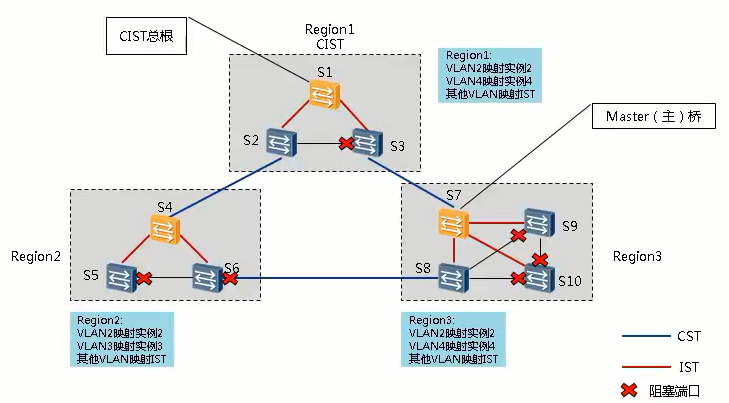 Region1
CIST
CIST总根
S1
Region1:
VLAN2映射实例2
VLAN4映射实例4
其他VLAN映射IST
S2
S3
Master（主）桥
S7
S4
S9
Region2
Region3
S5
S6
S8
S10
Region2:
VLAN2映射实例2
VLAN3映射实例3
其他VLAN映射IST
Region3:
VLAN2映射实例2
VLAN4映射实例4
其他VLAN映射IST
CST
IST
阻塞端口